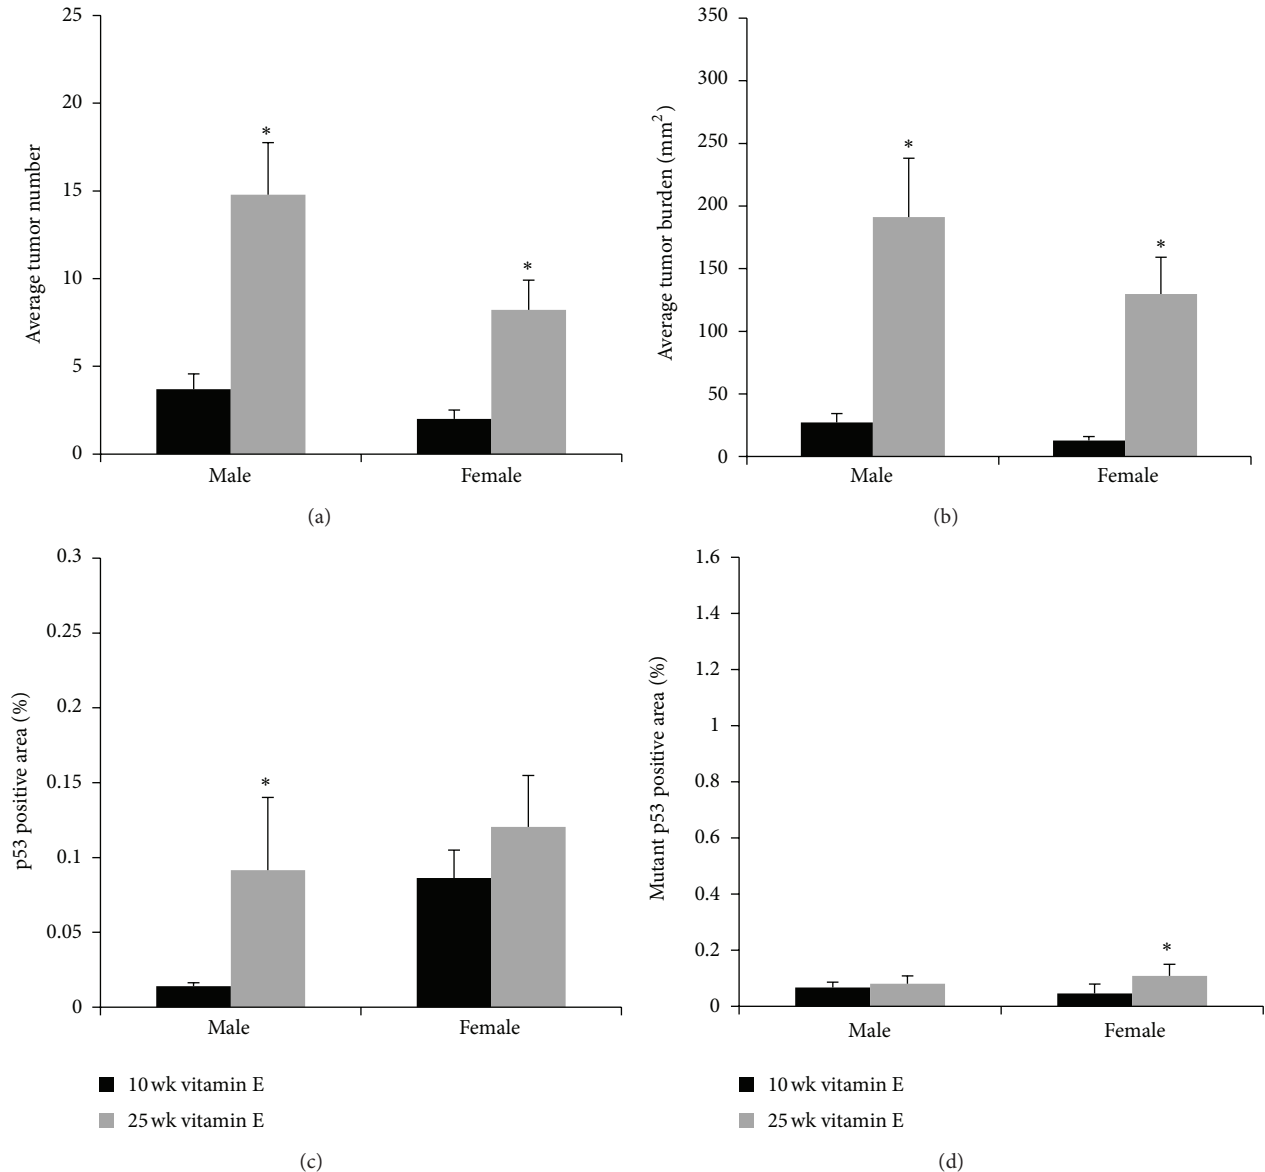 25
20
15
10
5
0
Average tumor number
*
*
Male
Female
(a)
350
300
250
200
150
100
50
0
Average tumor burden (mm²)
*
*
Male
Female
(b)
0.3
0.25
0.2
0.15
0.1
0.05
0
p53 positive area (%)
*
Male
Female
10 wk vitamin E
25 wk vitamin E
(c)
1.6
1.4
1.2
1
0.8
0.6
0.4
0.2
0
Mutant p53 positive area (%)
*
Male
Female
10 wk vitamin E
25 wk vitamin E
(d)